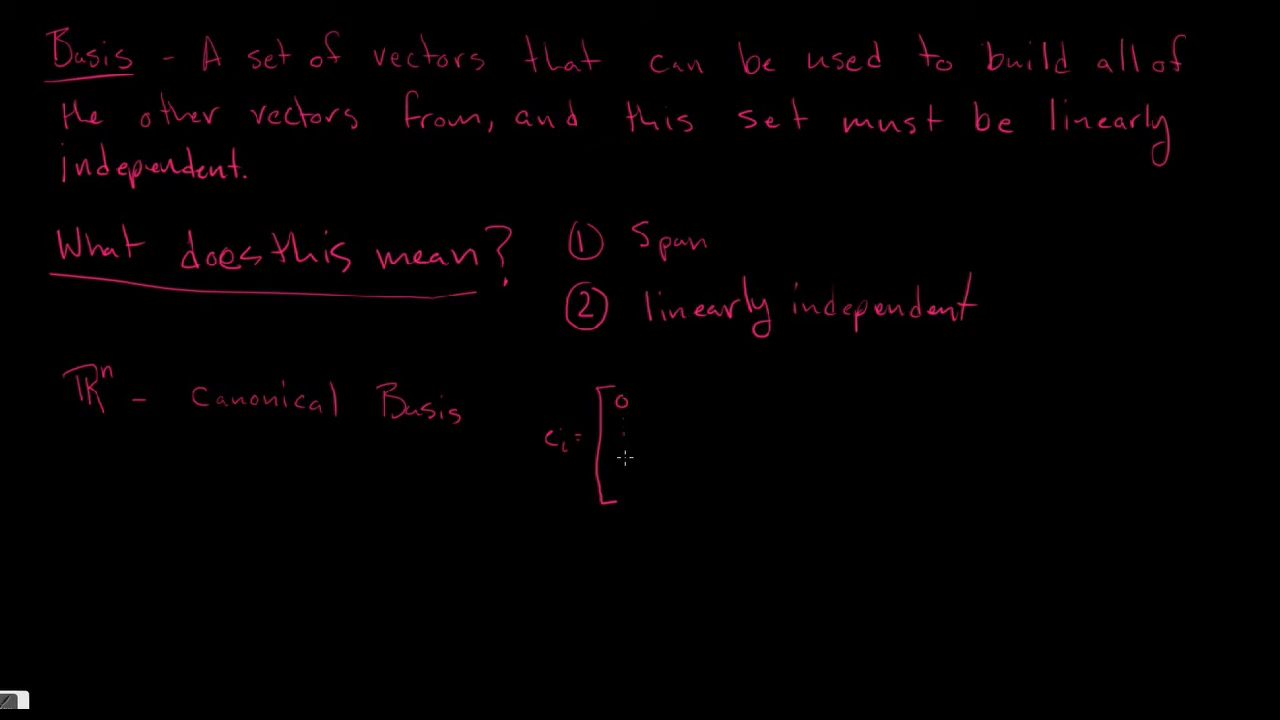 Basis - A set of vectors that can be used to build all of
the other vectors from, and this set must be linearly
independent.
What does this mean? ① Span
② linearly independent
ℝⁿ - Canonical Basis
eᵢ = [0